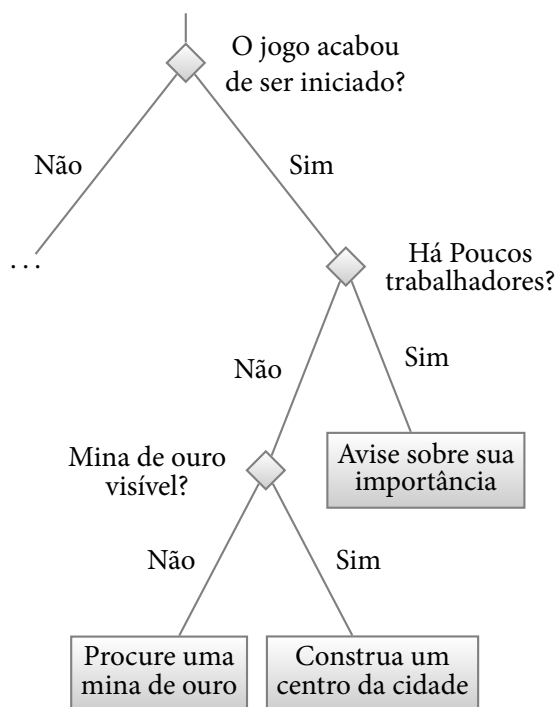 O jogo acabou
de ser iniciado?
Não
Sim
...
Há Poucos
trabalhadores?
Não
Sim
Mina de ouro
visível?
Avise sobre sua
importância
Não
Sim
Procure uma
mina de ouro
Construa um
centro da cidade